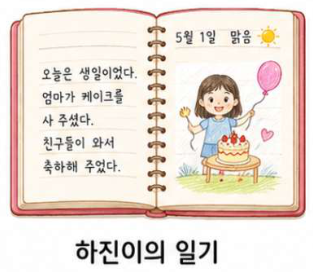 오늘은 생일이었다.
엄마가 케이크를
사 주셨다.
친구들이 와서
축하해 주었다.
5월 1일 맑음
하진이의 일기